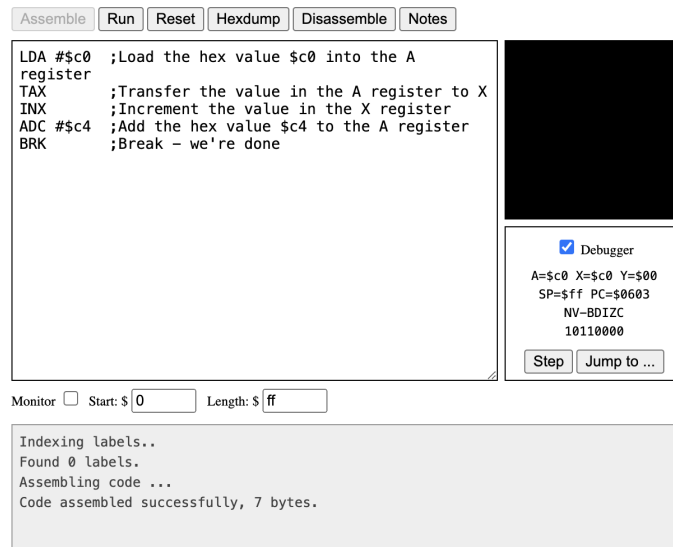 Assemble Run Reset Hexdump Disassemble Notes
LDA #$c0  ;Load the hex value $c0 into the A
register
TAX       ;Transfer the value in the A register to X
INX       ;Increment the value in the X register
ADC #$c4  ;Add the hex value $c4 to the A register
BRK       ;Break – we're done
Debugger
A=$c0 X=$c0 Y=$00
SP=$ff PC=$0603
NV-BDIZC
10110000
Step Jump to ...
Monitor Start: $ 0 Length: $ ff
Indexing labels..
Found 0 labels.
Assembling code ...
Code assembled successfully, 7 bytes.